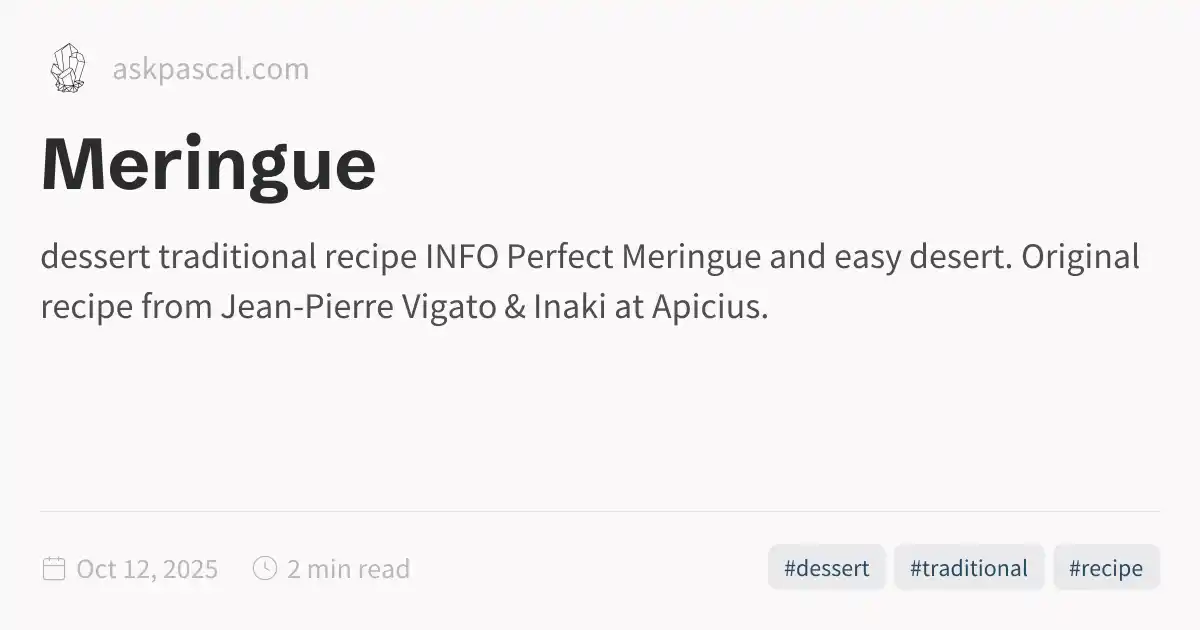 askpascal.com
Meringue
dessert traditional recipe INFO Perfect Meringue and easy desert. Original
recipe from Jean-Pierre Vigato & Inaki at Apicius.
Oct 12, 2025 2 min read #dessert #traditional #recipe